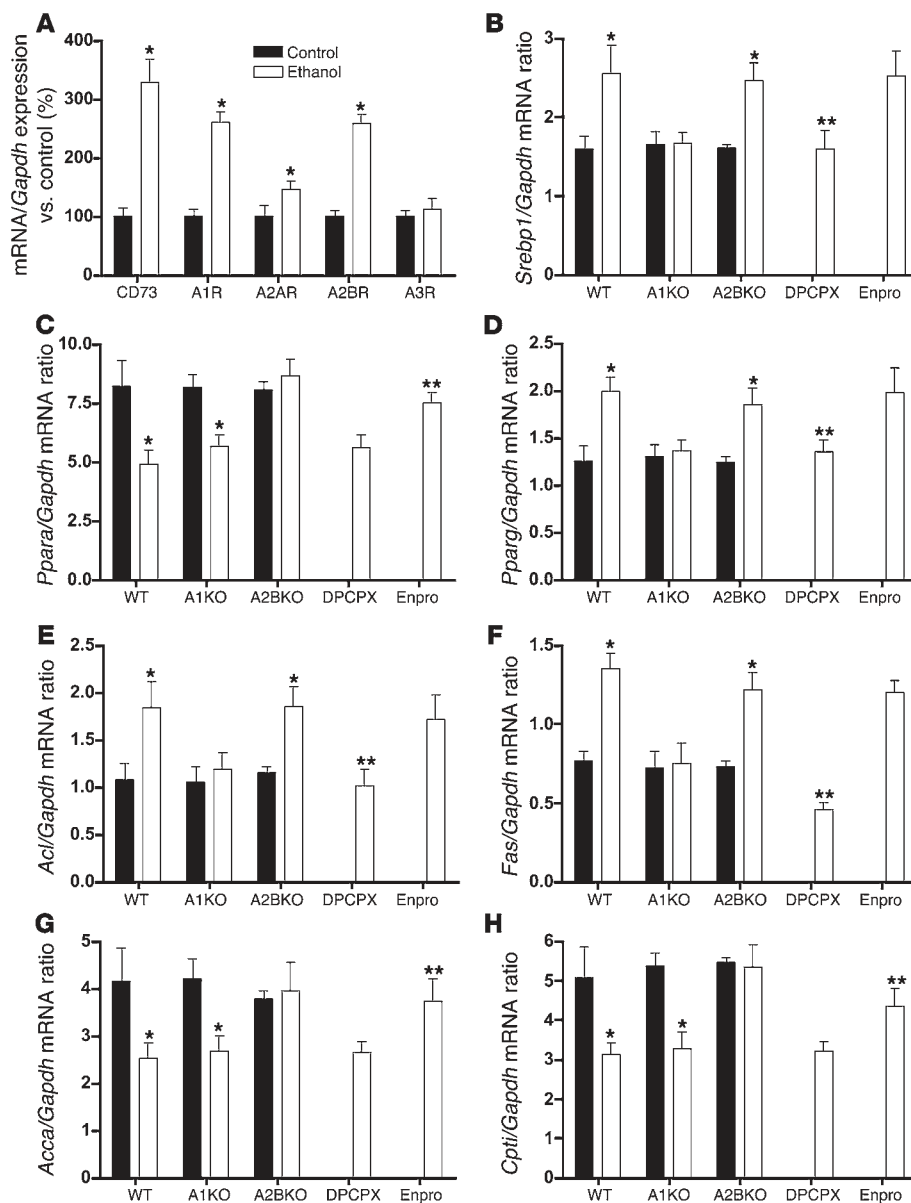 A
mRNA/Gapdh expression
vs. control (%)
400
300
200
100
0
Control
Ethanol
*
*
*
*
CD73
A1R
A2AR
A2BR
A3R
B
Srebp1/Gapdh mRNA ratio
3
2
1
0
*
*
**
WT
A1KO
A2BKO
DPCPX
Enpro
C
Ppara/Gapdh mRNA ratio
10.0
7.5
5.0
2.5
0.0
*
*
**
WT
A1KO
A2BKO
DPCPX
Enpro
D
Pparg/Gapdh mRNA ratio
2.5
2.0
1.5
1.0
0.5
0.0
*
*
**
WT
A1KO
A2BKO
DPCPX
Enpro
E
Acl/Gapdh mRNA ratio
2.5
2.0
1.5
1.0
0.5
0.0
*
*
**
WT
A1KO
A2BKO
DPCPX
Enpro
F
Fas/Gapdh mRNA ratio
1.5
1.0
0.5
0.0
*
*
**
WT
A1KO
A2BKO
DPCPX
Enpro
G
Acca/Gapdh mRNA ratio
5
4
3
2
1
0
*
*
**
WT
A1KO
A2BKO
DPCPX
Enpro
H
Cpti/Gapdh mRNA ratio
6
5
4
3
2
1
0
*
*
**
WT
A1KO
A2BKO
DPCPX
Enpro